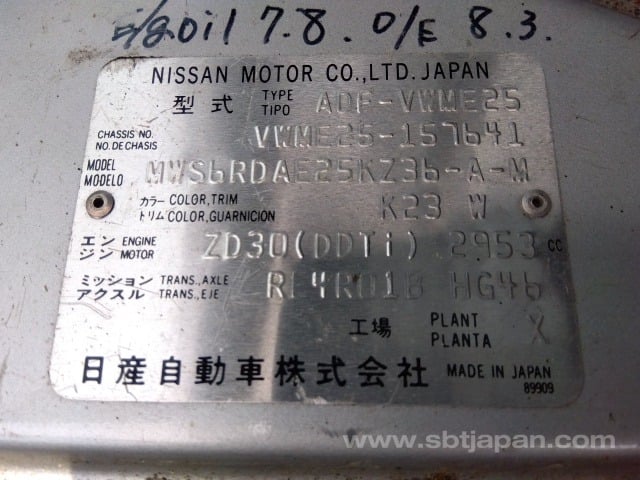 oil 7.8. O/E 8.3.
NISSAN MOTOR CO.,LTD. JAPAN
型式 TYPE TIPO ADF-VWME25
CHASSIS NO. NO. DE CHASIS VWME25-157641
MODEL MODELO MWS6RDAE25KZ36-A-M
カラー COLOR,TRIM トリム COLOR,GUARNICION K23 W
エンジン ENGINE MOTOR ZD30(DDTi) 2953 CC
ミッション アクスル TRANS.,AXLE TRANS.,EJE RE4R01B HG46
工場 PLANT PLANTA X
日産自動車株式会社 MADE IN JAPAN
89909
www.sbtjapan.com